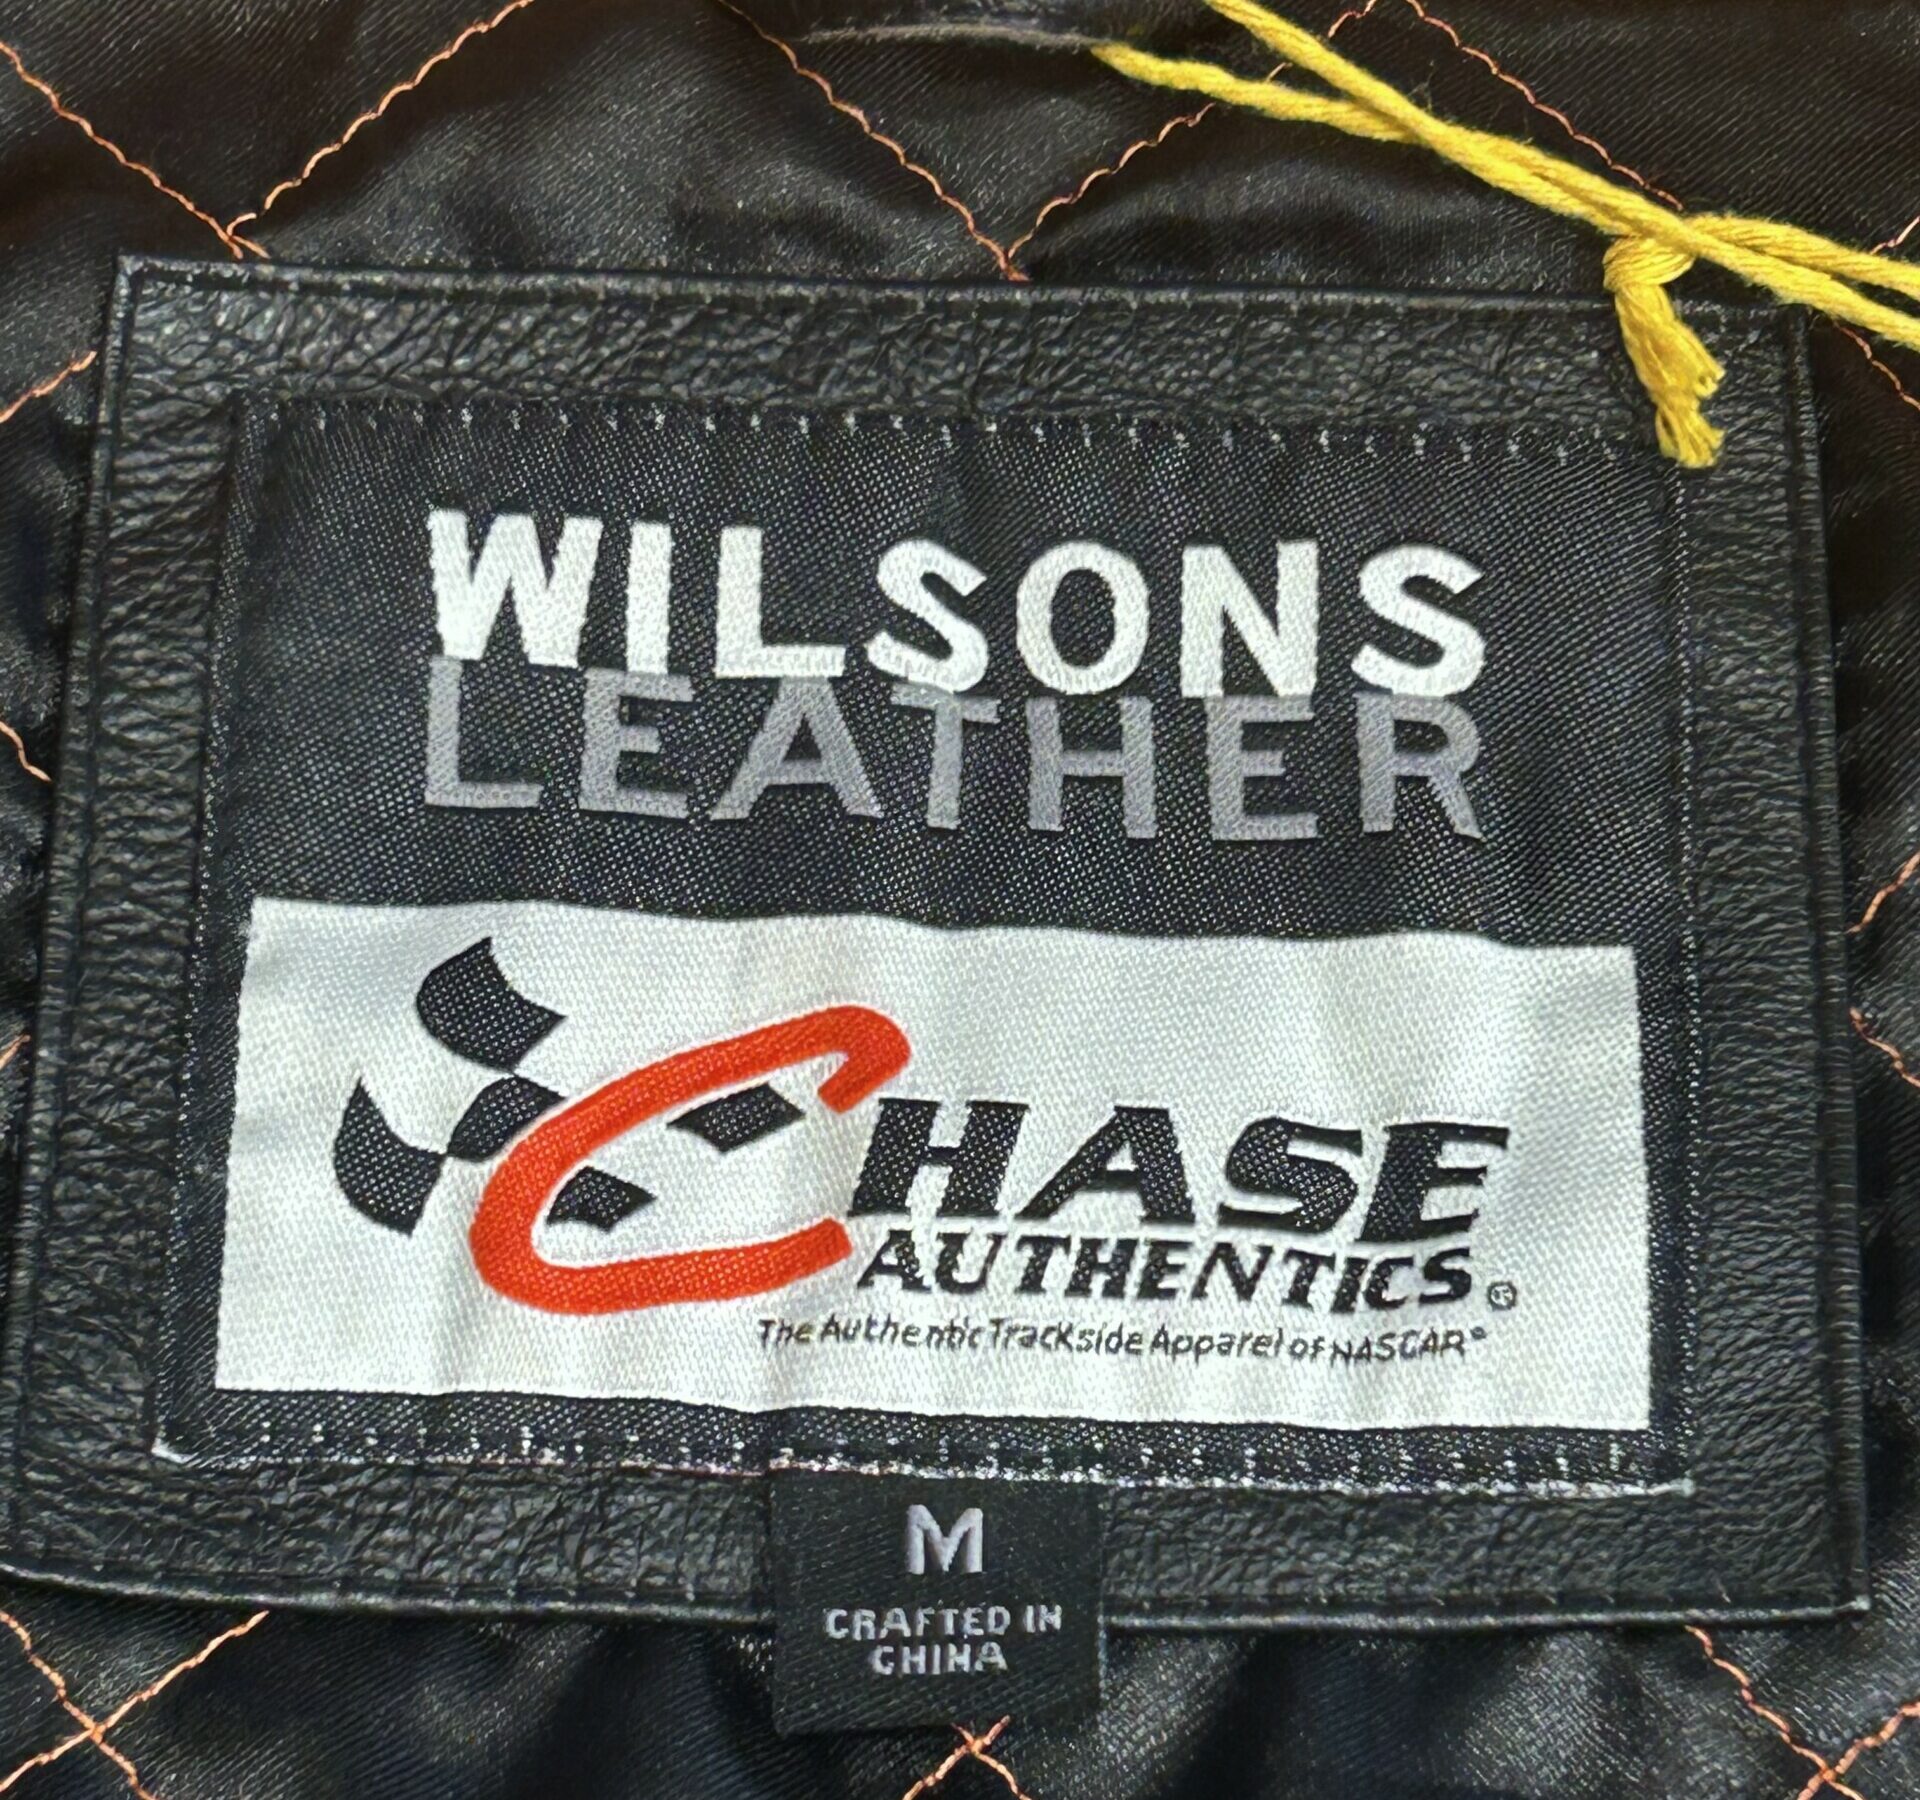 WILSONS
LEATHER
CHASE
AUTHENTICS®
The Authentic Trackside Apparel of NASCAR®
M
CRAFTED IN
CHINA